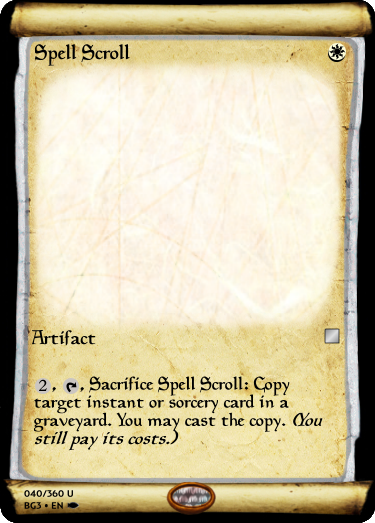 Spell Scroll
Artifact
2, , Sacrifice Spell Scroll: Copy
target instant or sorcery card in a
graveyard. You may cast the copy. (You
still pay its costs.)
040/360 U
BG3 • EN